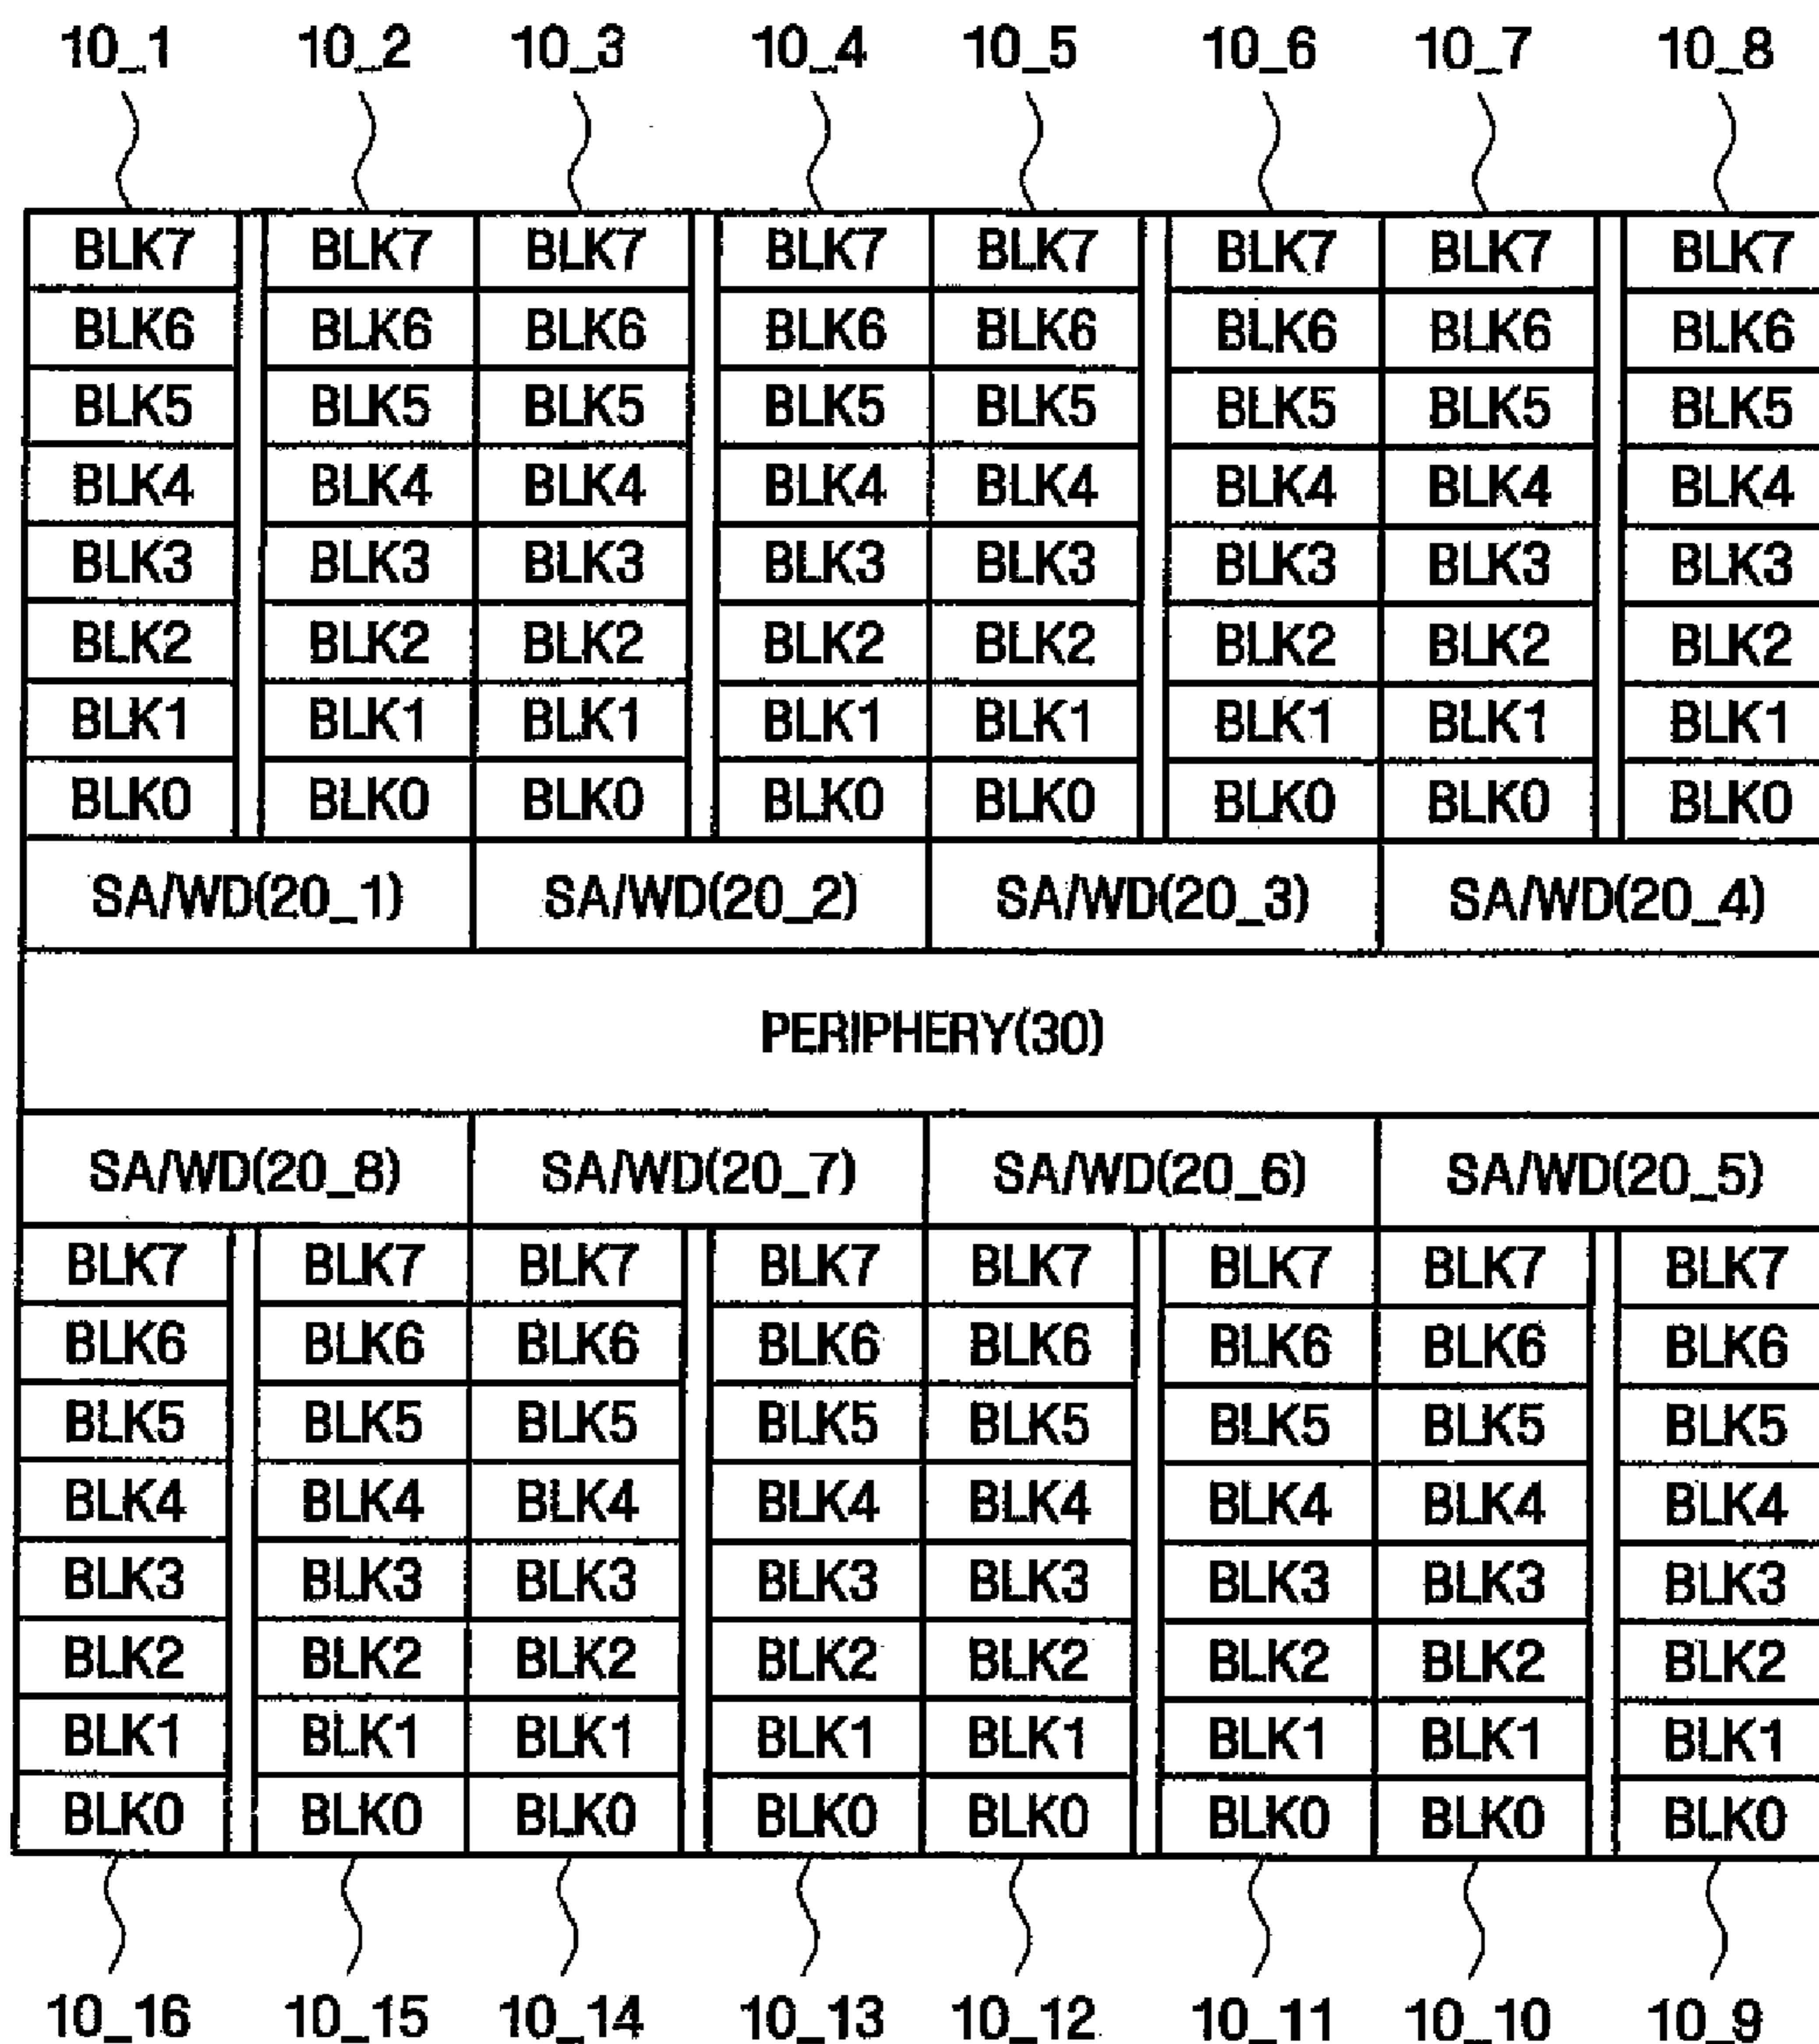 10_1 10_2 10_3 10_4 10_5 10_6 10_7 10_8
BLK7 BLK7 BLK7 BLK7 BLK7 BLK7 BLK7 BLK7
BLK6 BLK6 BLK6 BLK6 BLK6 BLK6 BLK6 BLK6
BLK5 BLK5 BLK5 BLK5 BLK5 BLK5 BLK5 BLK5
BLK4 BLK4 BLK4 BLK4 BLK4 BLK4 BLK4 BLK4
BLK3 BLK3 BLK3 BLK3 BLK3 BLK3 BLK3 BLK3
BLK2 BLK2 BLK2 BLK2 BLK2 BLK2 BLK2 BLK2
BLK1 BLK1 BLK1 BLK1 BLK1 BLK1 BLK1 BLK1
BLK0 BLK0 BLK0 BLK0 BLK0 BLK0 BLK0 BLK0
SA/WD(20_1) SA/WD(20_2) SA/WD(20_3) SA/WD(20_4)
PERIPHERY(30)
SA/WD(20_8) SA/WD(20_7) SA/WD(20_6) SA/WD(20_5)
BLK7 BLK7 BLK7 BLK7 BLK7 BLK7 BLK7 BLK7
BLK6 BLK6 BLK6 BLK6 BLK6 BLK6 BLK6 BLK6
BLK5 BLK5 BLK5 BLK5 BLK5 BLK5 BLK5 BLK5
BLK4 BLK4 BLK4 BLK4 BLK4 BLK4 BLK4 BLK4
BLK3 BLK3 BLK3 BLK3 BLK3 BLK3 BLK3 BLK3
BLK2 BLK2 BLK2 BLK2 BLK2 BLK2 BLK2 BLK2
BLK1 BLK1 BLK1 BLK1 BLK1 BLK1 BLK1 BLK1
BLK0 BLK0 BLK0 BLK0 BLK0 BLK0 BLK0 BLK0
10_16 10_15 10_14 10_13 10_12 10_11 10_10 10_9